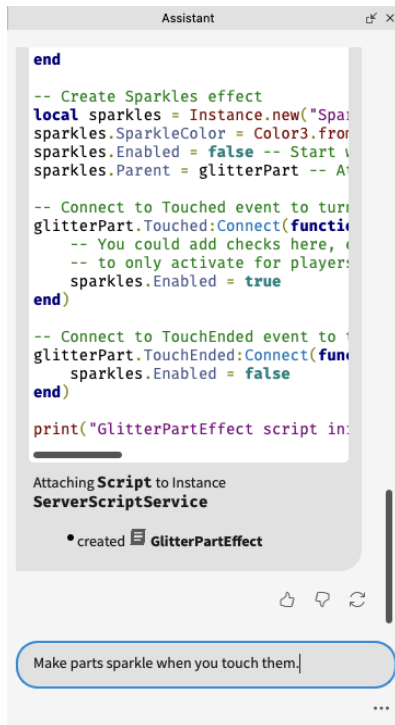 Assistant
end
-- Create Sparkles effect
local sparkles = Instance.new("Spa
sparkles.SparkleColor = Color3.from
sparkles.Enabled = false -- Start
sparkles.Parent = glitterPart -- A
-- Connect to Touched event to turn
glitterPart.Touched:Connect(functio
-- You could add checks here,
-- to only activate for players
sparkles.Enabled = true
end)
-- Connect to TouchEnded event to
glitterPart.TouchEnded:Connect(fun
sparkles.Enabled = false
end)
print("GlitterPartEffect script in
Attaching Script to Instance
ServerScriptService
• created GlitterPartEffect
Make parts sparkle when you touch them.